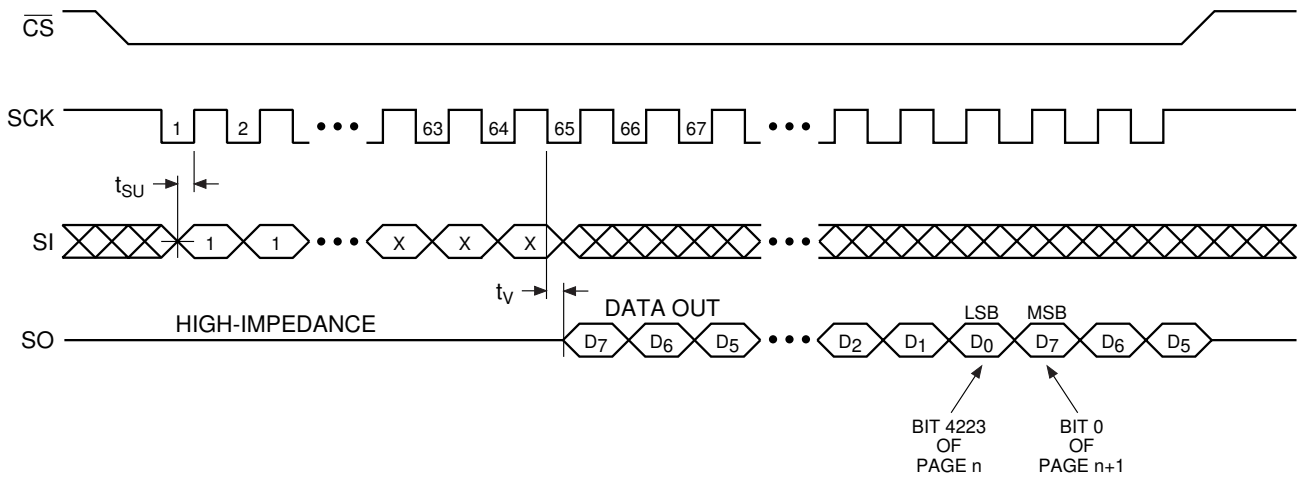 CS
SCK 1 2 ••• 63 64 65 66 67 •••
tSU
SI 1 1 ••• X X X •••
tV
HIGH-IMPEDANCE DATA OUT LSB MSB
SO D7 D6 D5 ••• D2 D1 D0 D7 D6 D5
BIT 4223
OF
PAGE n
BIT 0
OF
PAGE n+1